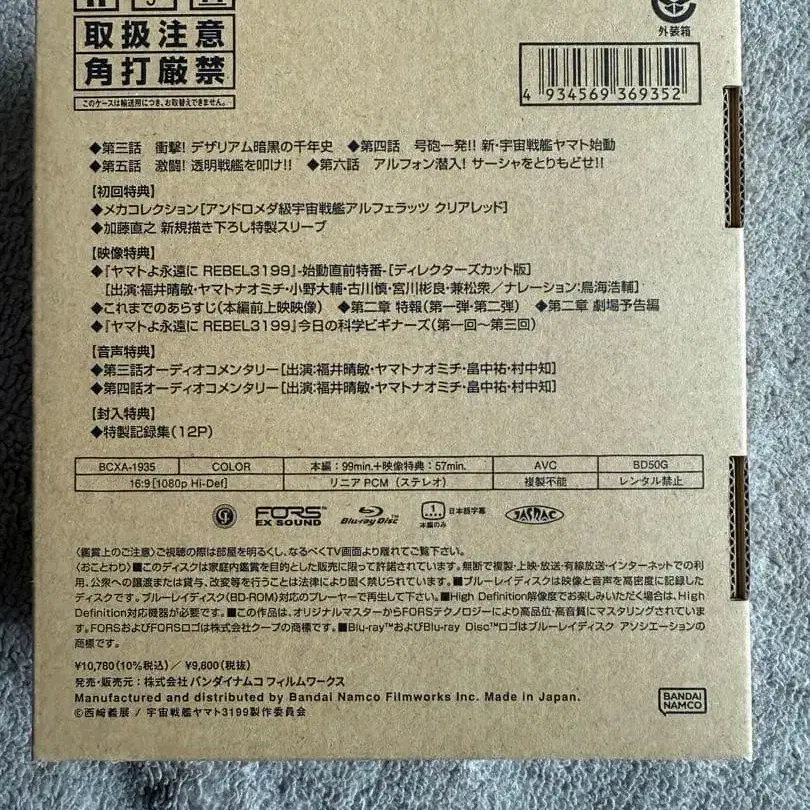 取扱注意
角打厳禁
このケースは輸送用につき、お取替えできません。
外装箱
4 934569 369352
◆第三話 衝撃! デザリアム暗黒の千年史 ◆第四話 号砲一発!! 新・宇宙戦艦ヤマト始動
◆第五話 激闘! 透明戦艦を叩け!! ◆第六話 アルフォン潜入! サーシャをとりもどせ!!
【初回特典】
◆メカコレクション[アンドロメダ級宇宙戦艦アルフェラッツ クリアレッド]
◆加藤直之 新規描き下ろし特製スリーブ
【映像特典】
◆『ヤマトよ永遠に REBEL3199』-始動直前特番-[ディレクターズカット版]
[出演:福井晴敏・ヤマトナオミチ・小野大輔・古川慎・宮川彬良・兼松衆/ナレーション:鳥海浩輔]
◆これまでのあらすじ(本編前上映映像) ◆第二章 特報(第一弾・第二弾) ◆第二章 劇場予告編
◆『ヤマトよ永遠に REBEL3199』今日の科学ビギナーズ(第一回～第三回)
【音声特典】
◆第三話オーディオコメンタリー[出演:福井晴敏・ヤマトナオミチ・畠中祐・村中知]
◆第四話オーディオコメンタリー[出演:福井晴敏・ヤマトナオミチ・畠中祐・村中知]
【封入特典】
◆特製記録集(12P)
BCXA-1935 COLOR 本編:99min.+映像特典:57min. AVC BD50G
16:9[1080p Hi-Def] リニアPCM(ステレオ) 複製不能 レンタル禁止
FORS EX SOUND Blu-ray Disc™ 1 本編のみ 日本語字幕 JASRAC
〈鑑賞上のご注意〉ご視聴の際は部屋を明るくし、なるべくTV画面より離れてご覧下さい。
〈おことわり〉■このディスクは家庭内鑑賞を目的とした販売に限って許諾されています。無断で複製・上映・放送・有線放送・インターネットでの利
用、公衆への譲渡または貸与、改変等を行うことは法律により固く禁じられています。■ブルーレイディスクは映像と音声を高密度に記録した
ディスクです。ブルーレイディスク(BD-ROM)対応のプレーヤーで再生して下さい。■High Definition解像度でお楽しみいただく場合は、High
Definition対応機器が必要です。■この作品は、オリジナルマスターからFORSテクノロジーにより高品位・高音質にマスタリングされていま
す。FORSおよびFORSロゴは株式会社クープの商標です。■Blu-ray™およびBlu-ray Disc™ロゴはブルーレイディスク アソシエーションの
商標です。
¥10,780(10%税込)/¥9,800(税抜)
発売・販売元:株式会社 バンダイナムコ フィルムワークス
Manufactured and distributed by Bandai Namco Filmworks Inc. Made in Japan.
©西﨑義展/宇宙戦艦ヤマト3199製作委員会
BANDAI
NAMCO